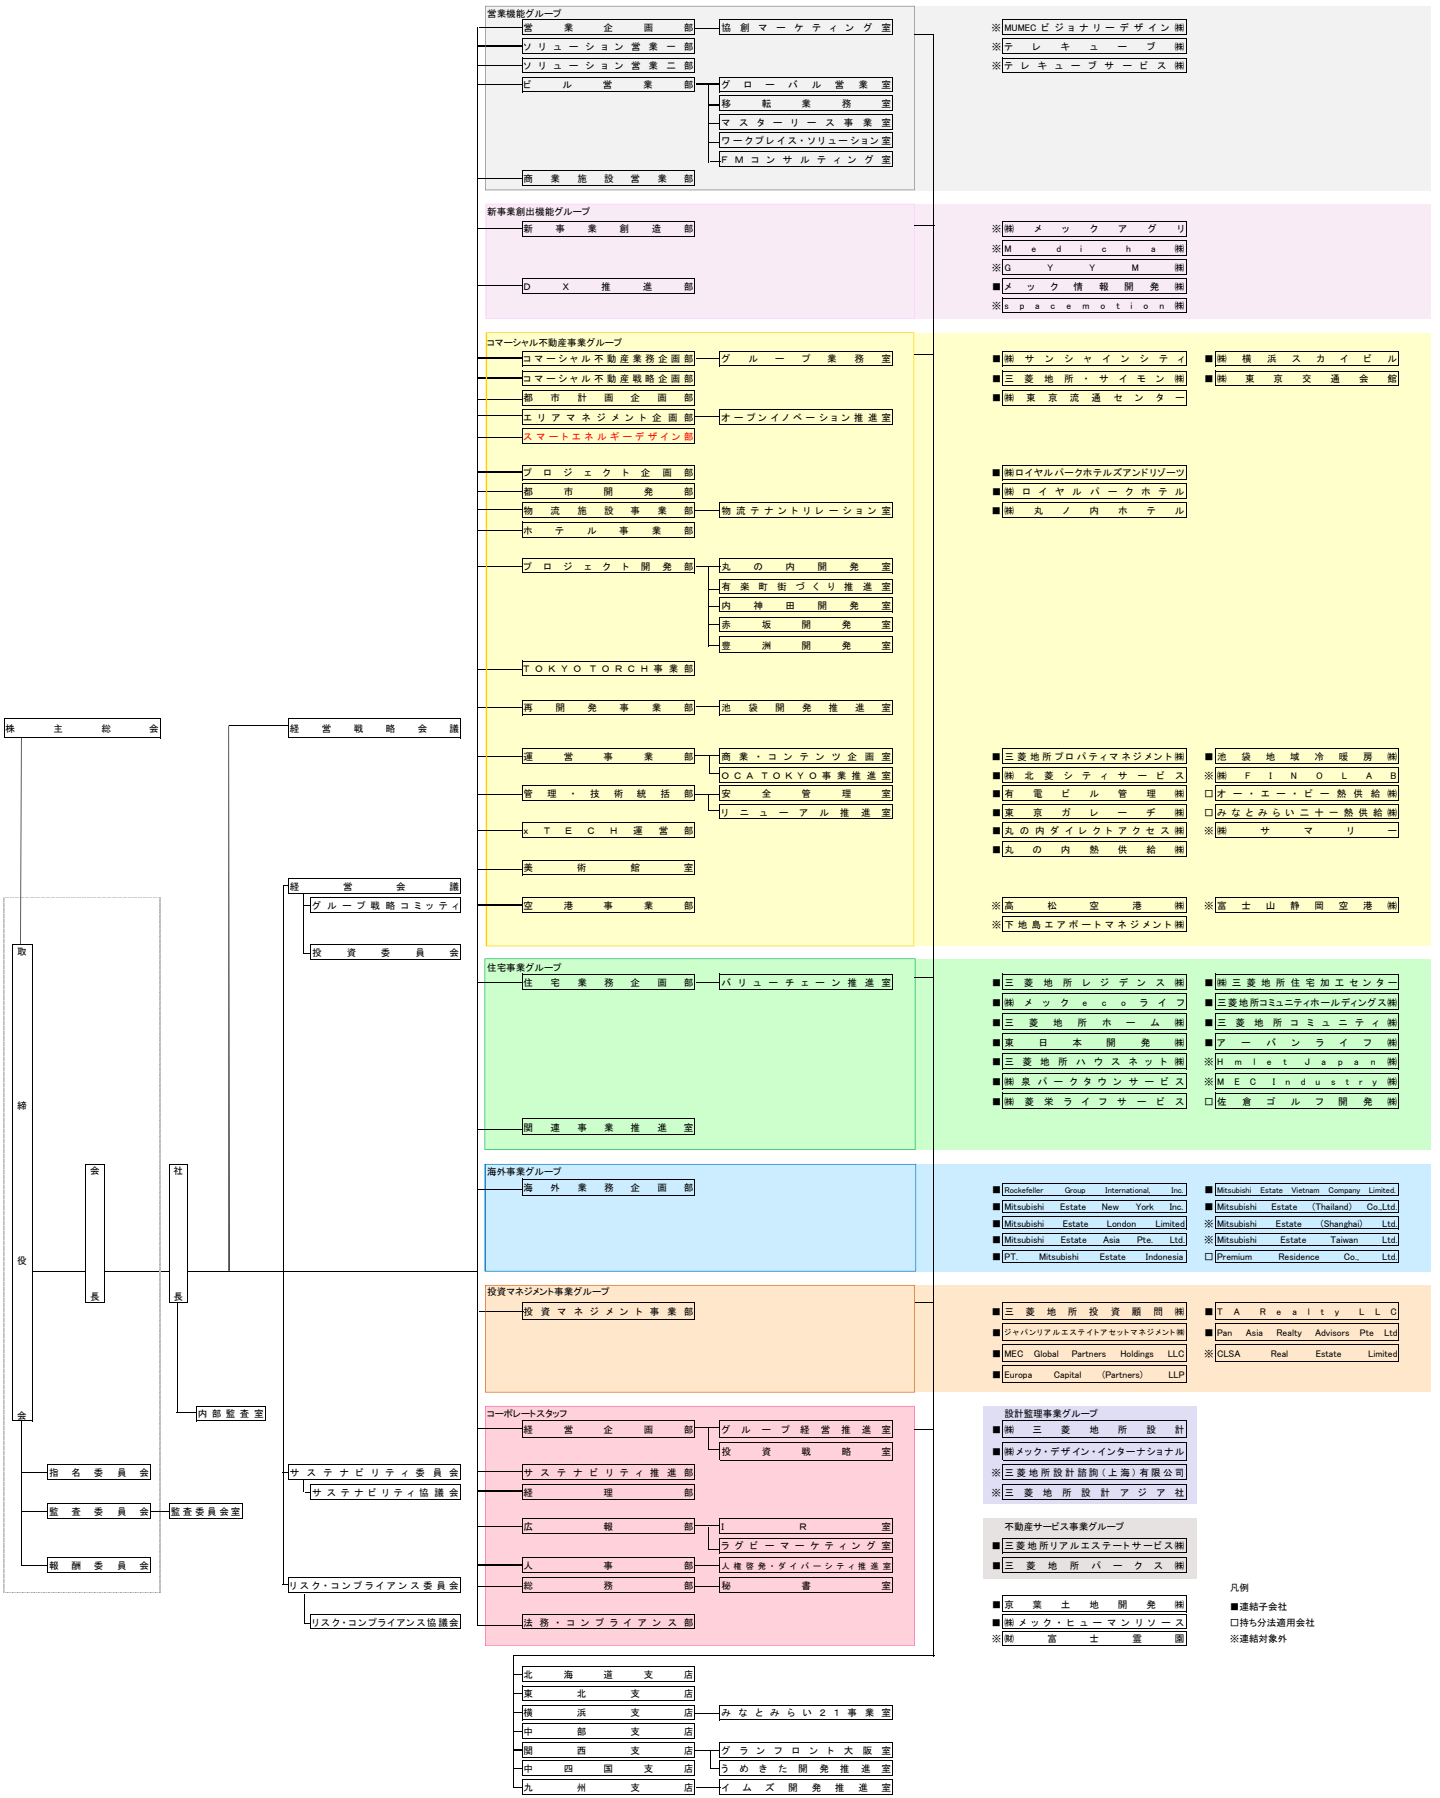 営業機能グループ
営業企画部 協創マーケティング室 ※MUMECビジョナリーデザイン㈱
ソリューション営業一部 ※テレキューブ㈱
ソリューション営業二部 ※テレキューブサービス㈱
ビル営業部 グローバル営業室
移転業務室
マスターリース事業室
ワークプレイス・ソリューション室
FMコンサルティング室
商業施設営業部
新事業創出機能グループ
新事業創造部 ※㈱メックアグリ
※Medicha㈱
※GYYM㈱
DX推進部 ■メック情報開発㈱
※spacemotion㈱
コマーシャル不動産事業グループ
コマーシャル不動産業務企画部 グループ業務室 ■㈱サンシャインシティ ■㈱横浜スカイビル
コマーシャル不動産戦略企画部 ■三菱地所・サイモン㈱ ■㈱東京交通会館
都市計画企画部 ■㈱東京流通センター
エリアマネジメント企画部 オープンイノベーション推進室
スマートエネルギーデザイン部
プロジェクト企画部 ■㈱ロイヤルパークホテルズアンドリゾーツ
都市開発部 ■㈱ロイヤルパークホテル
物流施設事業部 物流テナントリレーション室 ■㈱丸ノ内ホテル
ホテル事業部
プロジェクト開発部 丸の内開発室
有楽町街づくり推進室
内神田開発室
赤坂開発室
豊洲開発室
TOKYO TORCH事業部
再開発事業部 池袋開発推進室
株主総会 経営戦略会議
運営事業部 商業・コンテンツ企画室 ■三菱地所プロパティマネジメント㈱ ■池袋地域冷暖房㈱
OCA TOKYO事業推進室 ■㈱北菱シティサービス ※㈱FINOLAB
管理・技術統括部 安全管理室 ■有電ビル管理㈱ □オー・エー・ピー熱供給㈱
リニューアル推進室 ■東京ガレーヂ㈱ □みなとみらい二十一熱供給㈱
xTECH運営部 ■丸の内ダイレクトアクセス㈱ ※㈱サマリー
■丸の内熱供給㈱
美術館室
経営会議
グループ戦略コミッティ 空港事業部 ※高松空港㈱ ※富士山静岡空港㈱
※下地島エアポートマネジメント㈱
取締役会
投資委員会
住宅事業グループ
住宅業務企画部 バリューチェーン推進室 ■三菱地所レジデンス㈱ ■㈱三菱地所住宅加工センター
■㈱メックecoライフ ■三菱地所コミュニティホールディングス㈱
■三菱地所ホーム㈱ ■三菱地所コミュニティ㈱
■東日本開発㈱ ■アーバンライフ㈱
■三菱地所ハウスネット㈱ ※Hmlet Japan㈱
■㈱泉パークタウンサービス ※MEC Industry㈱
■㈱菱栄ライフサービス □佐倉ゴルフ開発㈱
関連事業推進室
会長
社長
海外事業グループ
海外業務企画部 ■Rockefeller Group International, Inc. ■Mitsubishi Estate Vietnam Company Limited.
■Mitsubishi Estate New York Inc. ■Mitsubishi Estate (Thailand) Co.,Ltd.
■Mitsubishi Estate London Limited ※Mitsubishi Estate (Shanghai) Ltd.
■Mitsubishi Estate Asia Pte. Ltd. ※Mitsubishi Estate Taiwan Ltd.
■PT. Mitsubishi Estate Indonesia □Premium Residence Co., Ltd.
投資マネジメント事業グループ
投資マネジメント事業部 ■三菱地所投資顧問㈱ ■TA Realty LLC
■ジャパンリアルエステイトアセットマネジメント㈱ ■Pan Asia Realty Advisors Pte Ltd
■MEC Global Partners Holdings LLC ※CLSA Real Estate Limited
■Europa Capital (Partners) LLP
内部監査室
コーポレートスタッフ 設計監理事業グループ
経営企画部 グループ経営推進室 ■㈱三菱地所設計
投資戦略室 ■㈱メック・デザイン・インターナショナル
指名委員会 サステナビリティ委員会 サステナビリティ推進部 ※三菱地所設計諮詢(上海)有限公司
サステナビリティ協議会 経理部 ※三菱地所設計アジア社
監査委員会 監査委員会室
広報部 IR室 不動産サービス事業グループ
ラグビーマーケティング室 ■三菱地所リアルエステートサービス㈱
報酬委員会 人事部 人権啓発・ダイバーシティ推進室 ■三菱地所パークス㈱
リスク・コンプライアンス委員会 総務部 秘書室 凡例
■京葉土地開発㈱ ■連結子会社
リスク・コンプライアンス協議会 法務・コンプライアンス部 ■㈱メック・ヒューマンリソース □持ち分法適用会社
※㈶富士霊園 ※連結対象外
北海道支店
東北支店
横浜支店 みなとみらい21事業室
中部支店
関西支店 グランフロント大阪室
中四国支店 うめきた開発推進室
九州支店 イムズ開発推進室